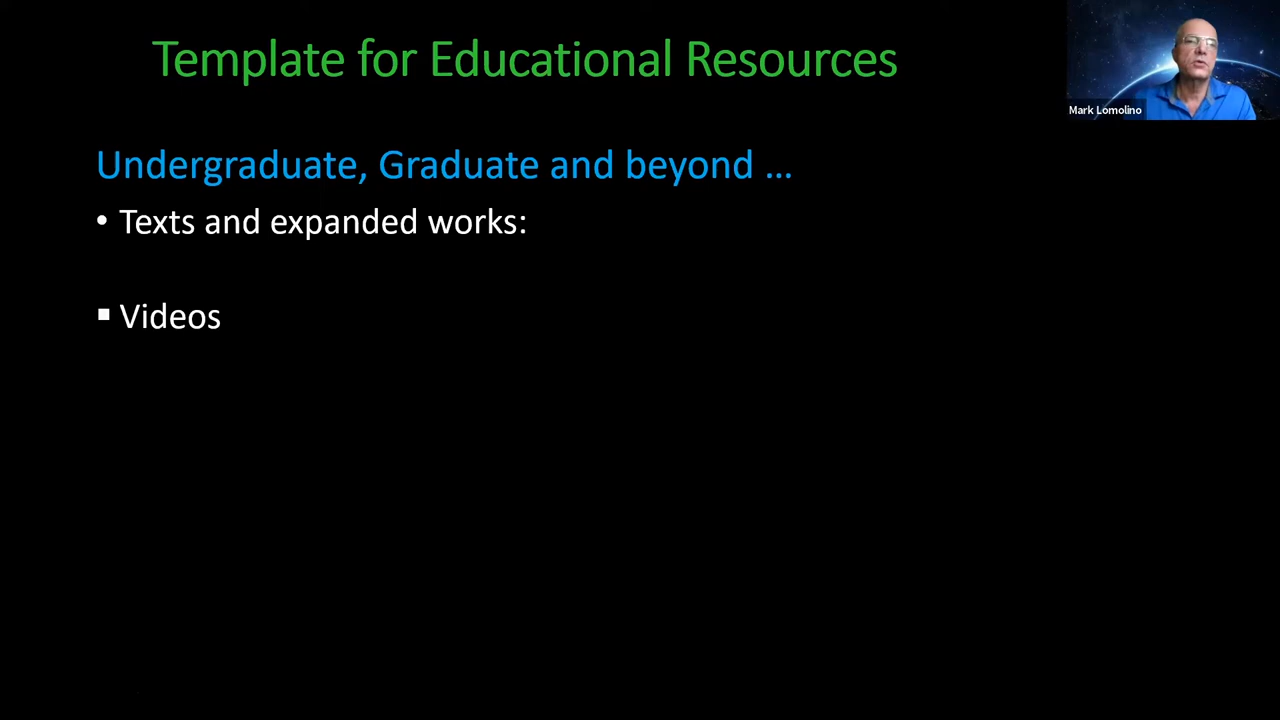 Template for Educational Resources
Mark Lomolino
Undergraduate, Graduate and beyond ...
• Texts and expanded works:
▪ Videos